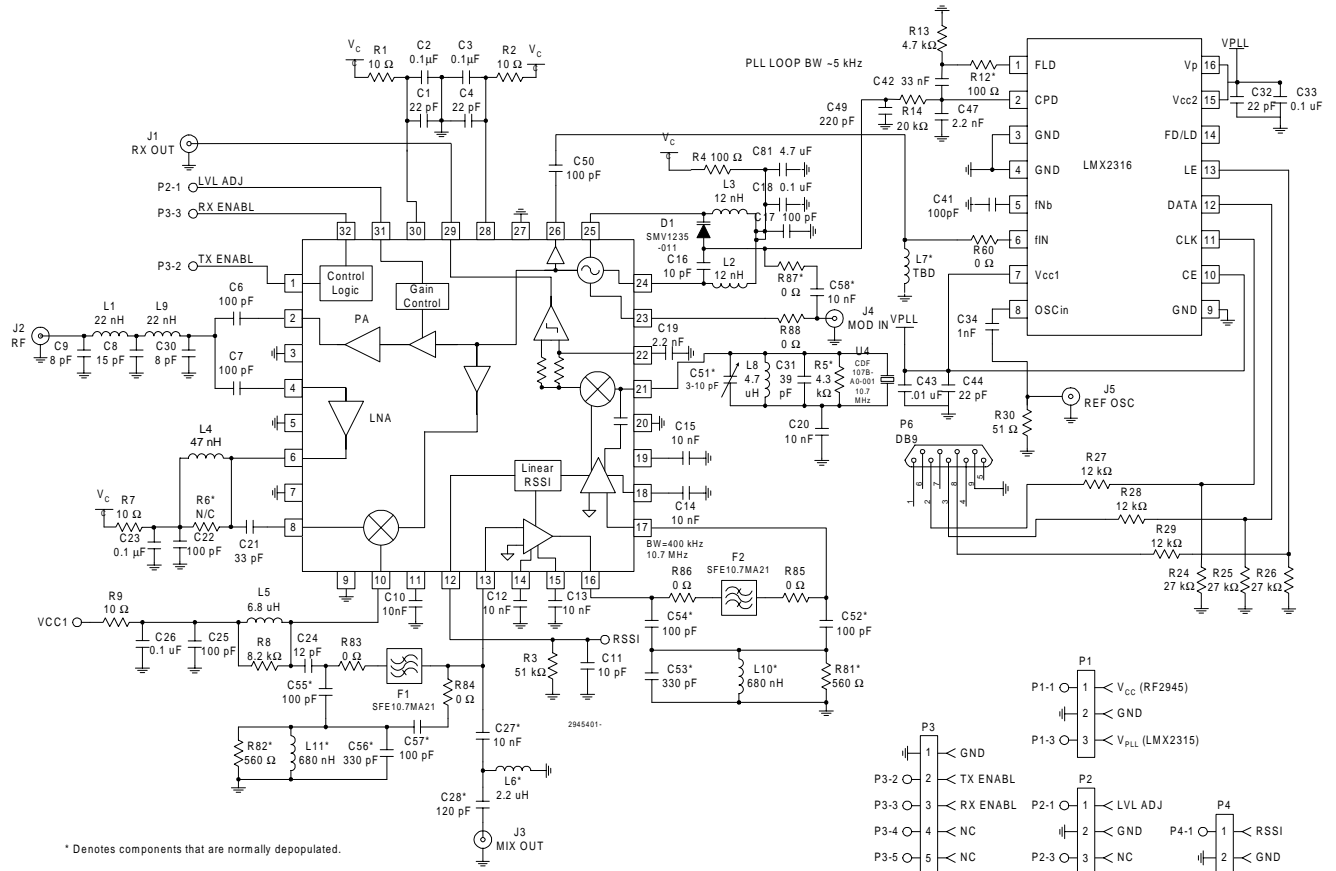 V_C
R1
10 Ω
C2
0.1µF
C3
0.1µF
R2
10 Ω
V_C
C1
22 pF
C4
22 pF
J1
RX OUT
P2-1
LVL ADJ
P3-3
RX ENABL
P3-2
TX ENABL
J2
RF
L1
22 nH
L9
22 nH
C9
8 pF
C8
15 pF
C30
8 pF
C6
100 pF
C7
100 pF
L4
47 nH
V_C
R7
10 Ω
R6*
N/C
C23
0.1 µF
C22
100 pF
C21
33 pF
32
31
30
29
28
27
26
25
1
2
3
4
5
6
7
8
24
23
22
21
20
19
18
17
9
10
11
12
13
14
15
16
Control
Logic
Gain
Control
PA
LNA
Linear
RSSI
C50
100 pF
V_C
R4 100 Ω
C81 4.7 uF
L3
12 nH
C18 0.1 uF
C17 100 pF
D1
SMV1235
-011
C16
10 pF
L2
12 nH
R87*
0 Ω
C58*
10 nF
R88
0 Ω
J4
MOD IN
C19
2.2 nF
C51*
3-10 pF
L8
4.7
uH
C31
39
pF
R5*
4.3
kΩ
U4
CDF
107B-
A0-001
10.7
MHz
C20
10 nF
C15
10 nF
C14
10 nF
BW=400 kHz
10.7 MHz
PLL LOOP BW ~5 kHz
R13
4.7 kΩ
C42 33 nF
R12*
100 Ω
C49
220 pF
R14
20 kΩ
C47
2.2 nF
C41
100pF
L7*
TBD
R60
0 Ω
C34
1nF
VPLL
C43
.01 uF
C44
22 pF
LMX2316
1 FLD
2 CPD
3 GND
4 GND
5 fNb
6 fIN
7 Vcc1
8 OSCin
Vp 16
Vcc2 15
FD/LD 14
LE 13
DATA 12
CLK 11
CE 10
GND 9
VPLL
C32
22 pF
C33
0.1 uF
R30
51 Ω
J5
REF OSC
P6
DB9
1
6
2
7
3
8
4
9
5
R27
12 kΩ
R28
12 kΩ
R29
12 kΩ
R24
27 kΩ
R25
27 kΩ
R26
27 kΩ
VCC1
R9
10 Ω
C26
0.1 uF
C25
100 pF
L5
6.8 uH
R8
8.2 kΩ
C24
12 pF
R83
0 Ω
F1
SFE10.7MA21
R84
0 Ω
C55*
100 pF
R82*
560 Ω
L11*
680 nH
C56*
330 pF
C57*
100 pF
C10
10nF
C12
10 nF
C13
10 nF
RSSI
R3
51 kΩ
C11
10 pF
2945401-
C27*
10 nF
L6*
2.2 uH
C28*
120 pF
J3
MIX OUT
R86
0 Ω
F2
SFE10.7MA21
R85
0 Ω
C54*
100 pF
C52*
100 pF
C53*
330 pF
L10*
680 nH
R81*
560 Ω
P1
P1-1 1 V_CC (RF2945)
2 GND
P1-3 3 V_PLL (LMX2315)
P3
1 GND
P3-2 2 TX ENABL
P3-3 3 RX ENABL
P3-4 4 NC
P3-5 5 NC
P2
P2-1 1 LVL ADJ
2 GND
P2-3 3 NC
P4
P4-1 1 RSSI
2 GND
* Denotes components that are normally depopulated.